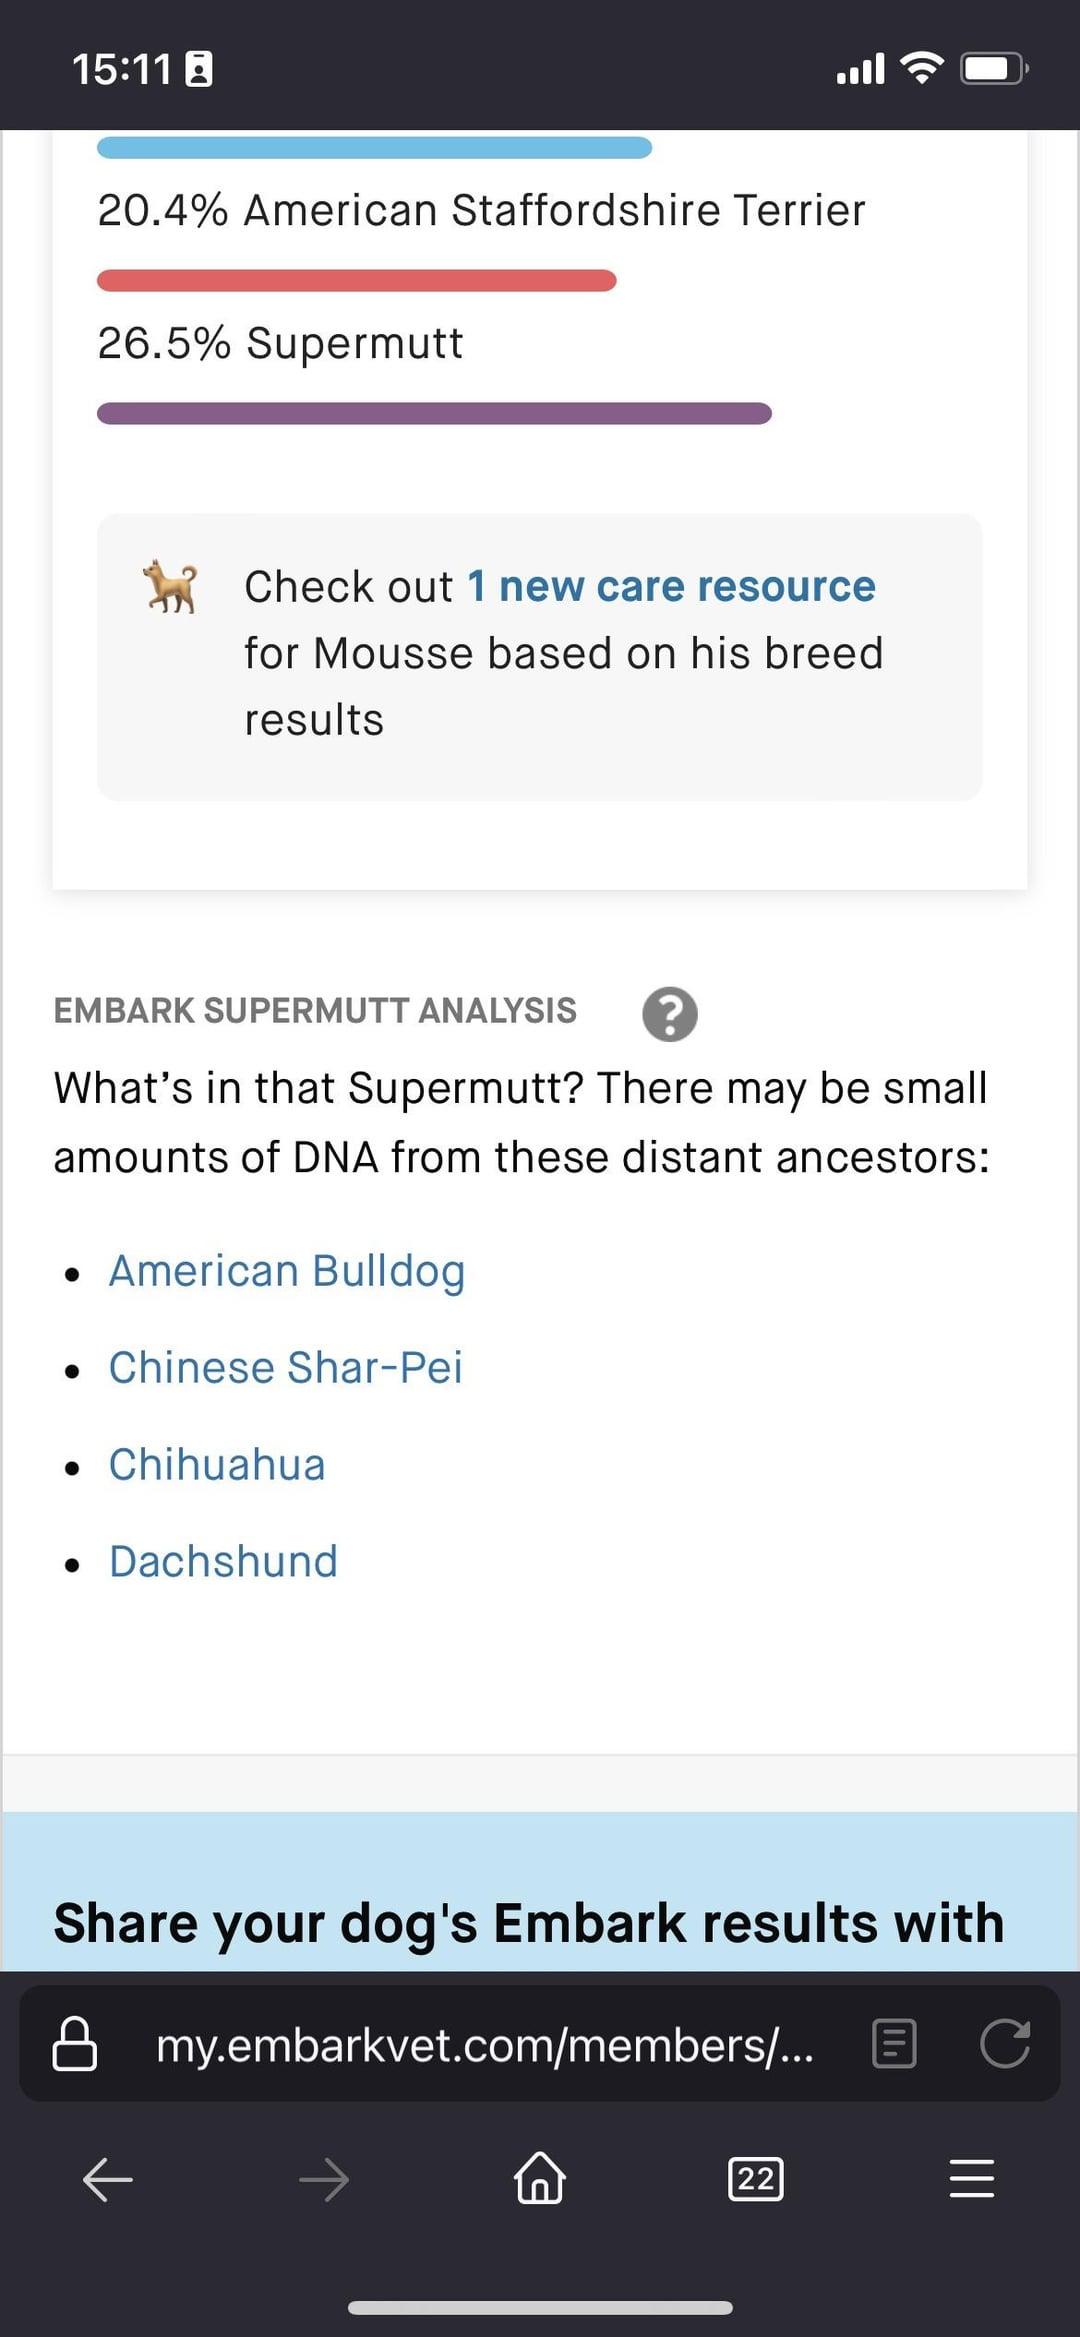 15:11
20.4% American Staffordshire Terrier
26.5% Supermutt
Check out 1 new care resource
for Mousse based on his breed
results
EMBARK SUPERMUTT ANALYSIS ?
What’s in that Supermutt? There may be small
amounts of DNA from these distant ancestors:
• American Bulldog
• Chinese Shar-Pei
• Chihuahua
• Dachshund
Share your dog's Embark results with
my.embarkvet.com/members/...
22